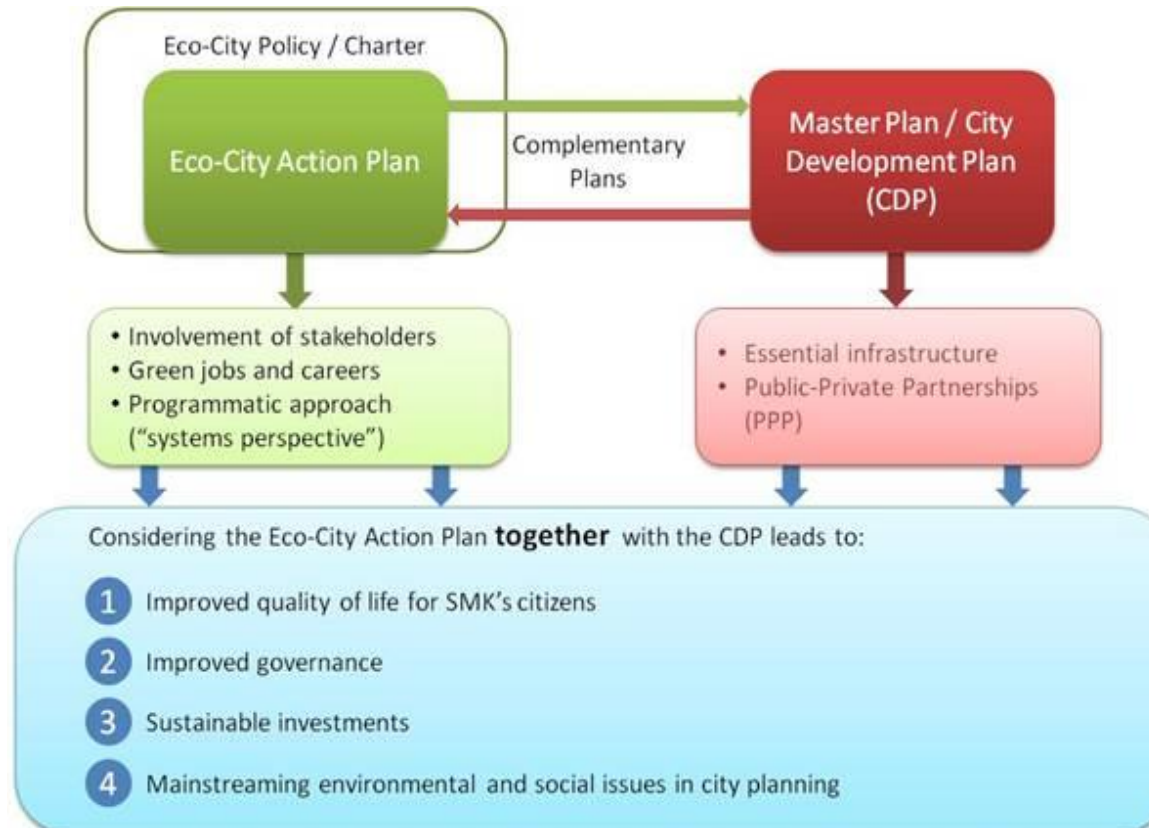 Eco-City Policy / Charter
Eco-City Action Plan
Complementary
Plans
Master Plan / City
Development Plan
(CDP)
• Involvement of stakeholders
• Green jobs and careers
• Programmatic approach
(“systems perspective”)
• Essential infrastructure
• Public-Private Partnerships
(PPP)
Considering the Eco-City Action Plan together with the CDP leads to:
1 Improved quality of life for SMK's citizens
2 Improved governance
3 Sustainable investments
4 Mainstreaming environmental and social issues in city planning